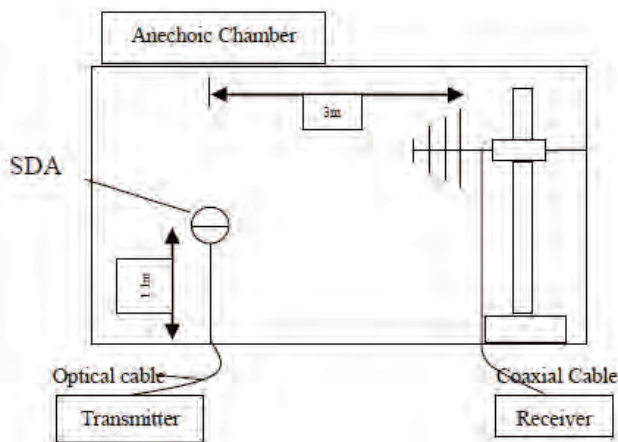 Anechoic Chamber
3m
SDA
1.1m
Optical cable
Coaxial Cable
Transmitter
Receiver